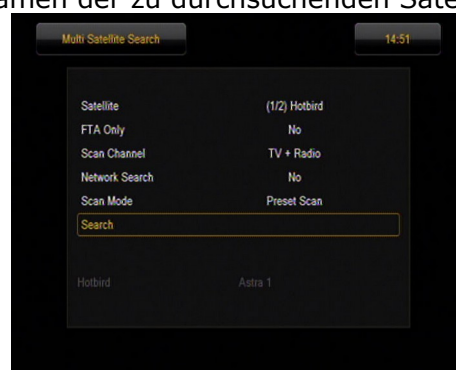 amen der zu durchsuchenden Sate
Multi Satellite Search 14:51
Satellite (1/2) Hotbird
FTA Only No
Scan Channel TV + Radio
Network Search No
Scan Mode Preset Scan
Search
Hotbird Astra 1